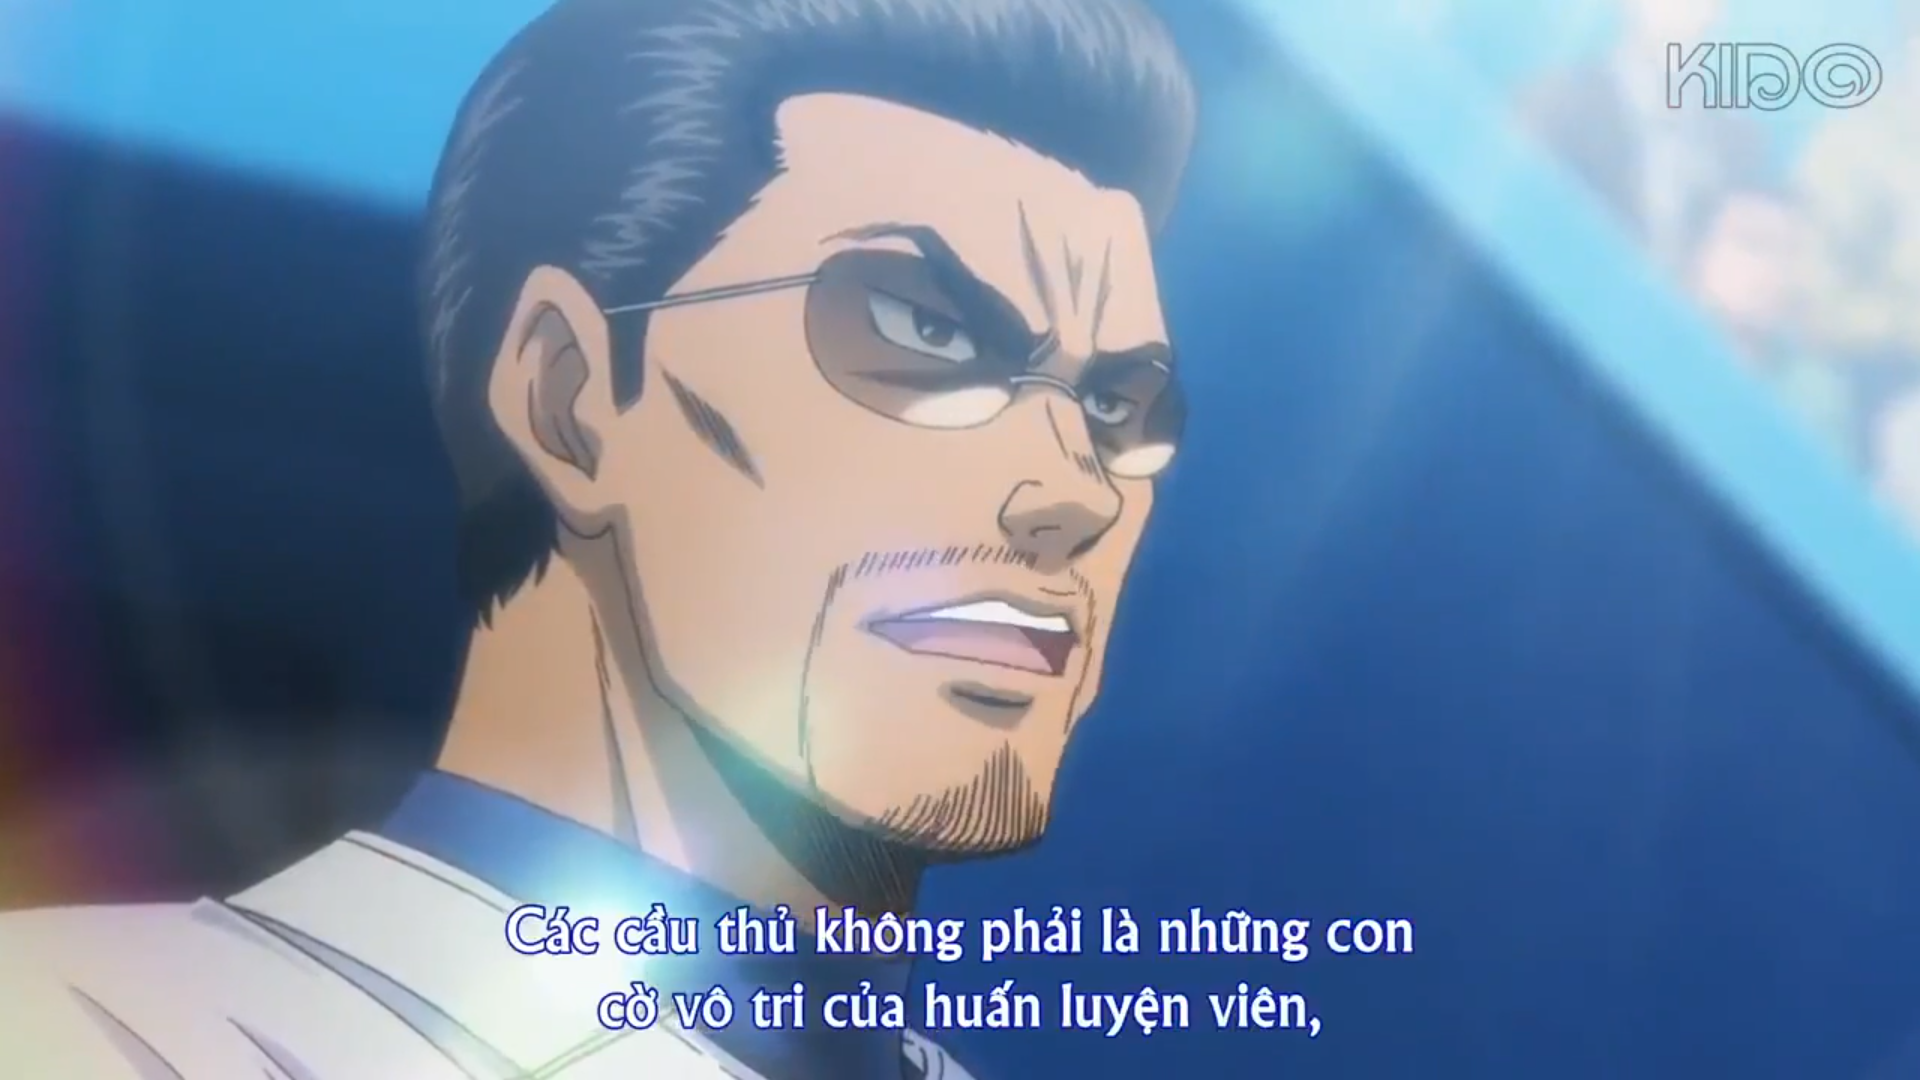 KIDO
Các cầu thủ không phải là những con
cờ vô tri của huấn luyện viên,